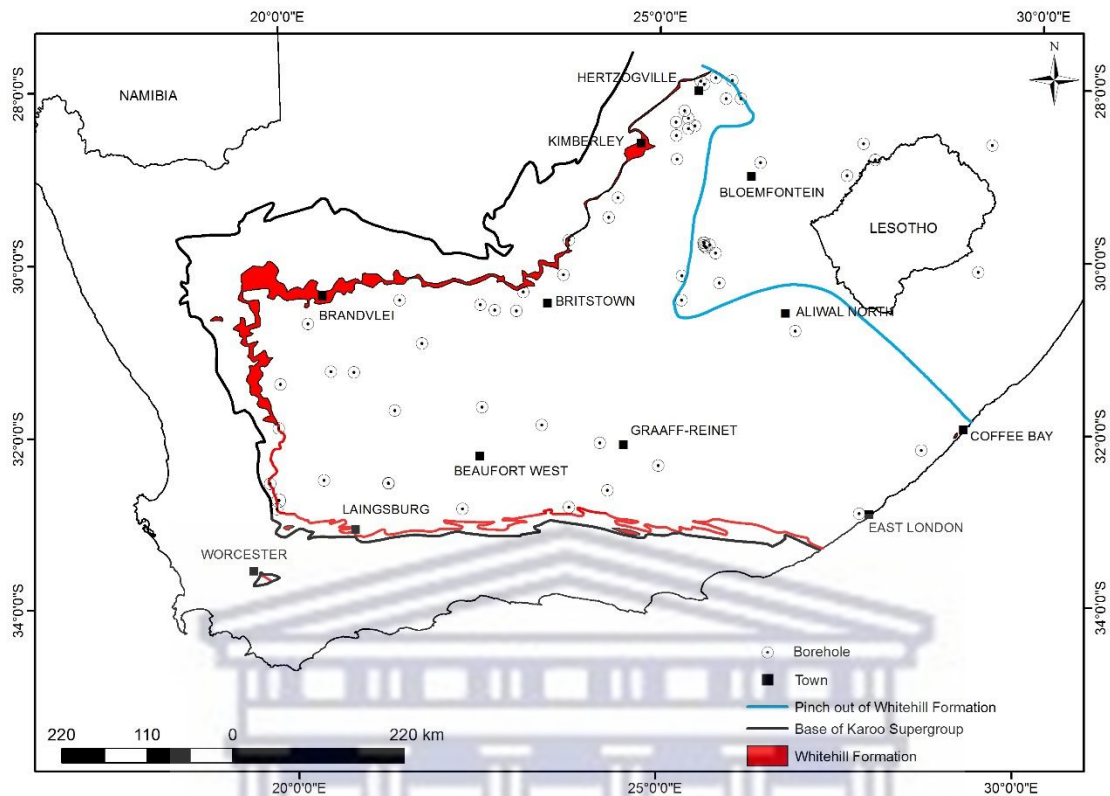 20°0'0"E
25°0'0"E
30°0'0"E
N
NAMIBIA
HERTZOGVILLE
28°0'0"S
28°0'0"S
KIMBERLEY
BLOEMFONTEIN
LESOTHO
30°0'0"S
30°0'0"S
BRANDVLEI
BRITSTOWN
ALIWAL NORTH
32°0'0"S
32°0'0"S
GRAAFF-REINET
COFFEE BAY
BEAUFORT WEST
LAINGSBURG
EAST LONDON
WORCESTER
34°0'0"S
34°0'0"S
Borehole
Town
Pinch out of Whitehill Formation
Base of Karoo Supergroup
Whitehill Formation
220 110 0 220 km
20°0'0"E
25°0'0"E
30°0'0"E